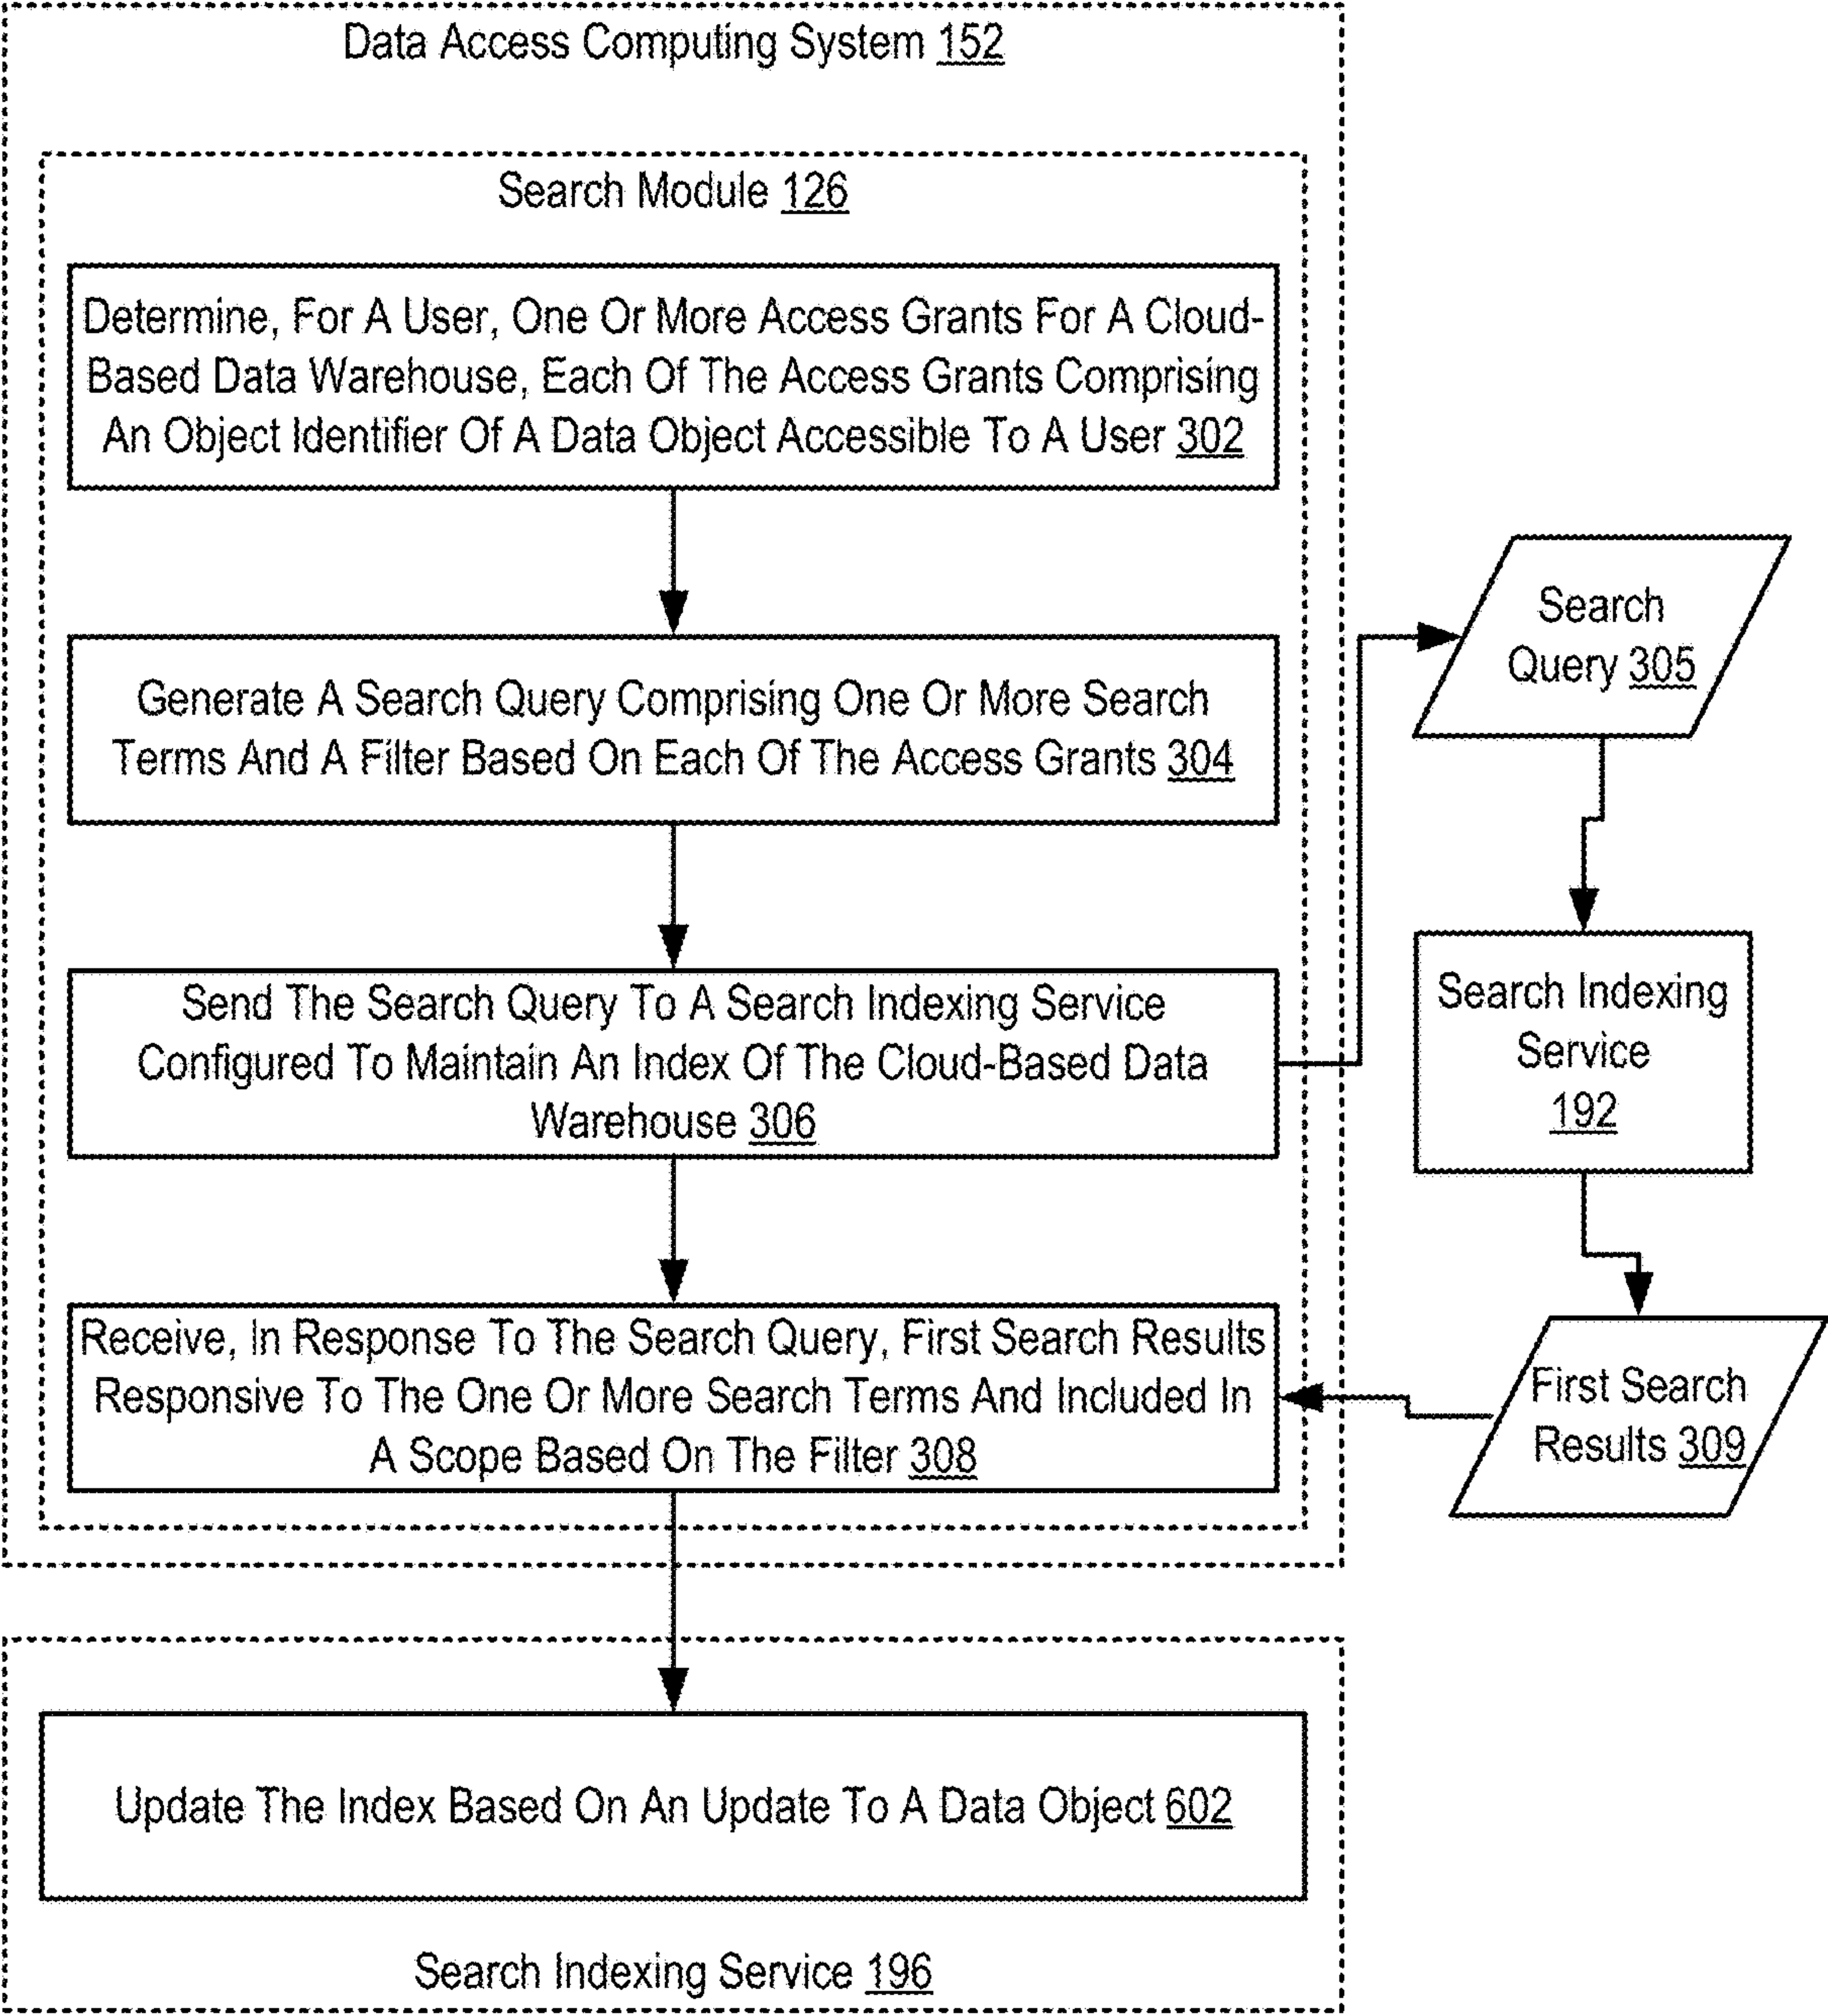 Data Access Computing System 152
Search Module 126
Determine, For A User, One Or More Access Grants For A Cloud-
Based Data Warehouse, Each Of The Access Grants Comprising
An Object Identifier Of A Data Object Accessible To A User 302
Generate A Search Query Comprising One Or More Search
Terms And A Filter Based On Each Of The Access Grants 304
Send The Search Query To A Search Indexing Service
Configured To Maintain An Index Of The Cloud-Based Data
Warehouse 306
Receive, In Response To The Search Query, First Search Results
Responsive To The One Or More Search Terms And Included In
A Scope Based On The Filter 308
Search
Query 305
Search Indexing
Service
192
First Search
Results 309
Update The Index Based On An Update To A Data Object 602
Search Indexing Service 196